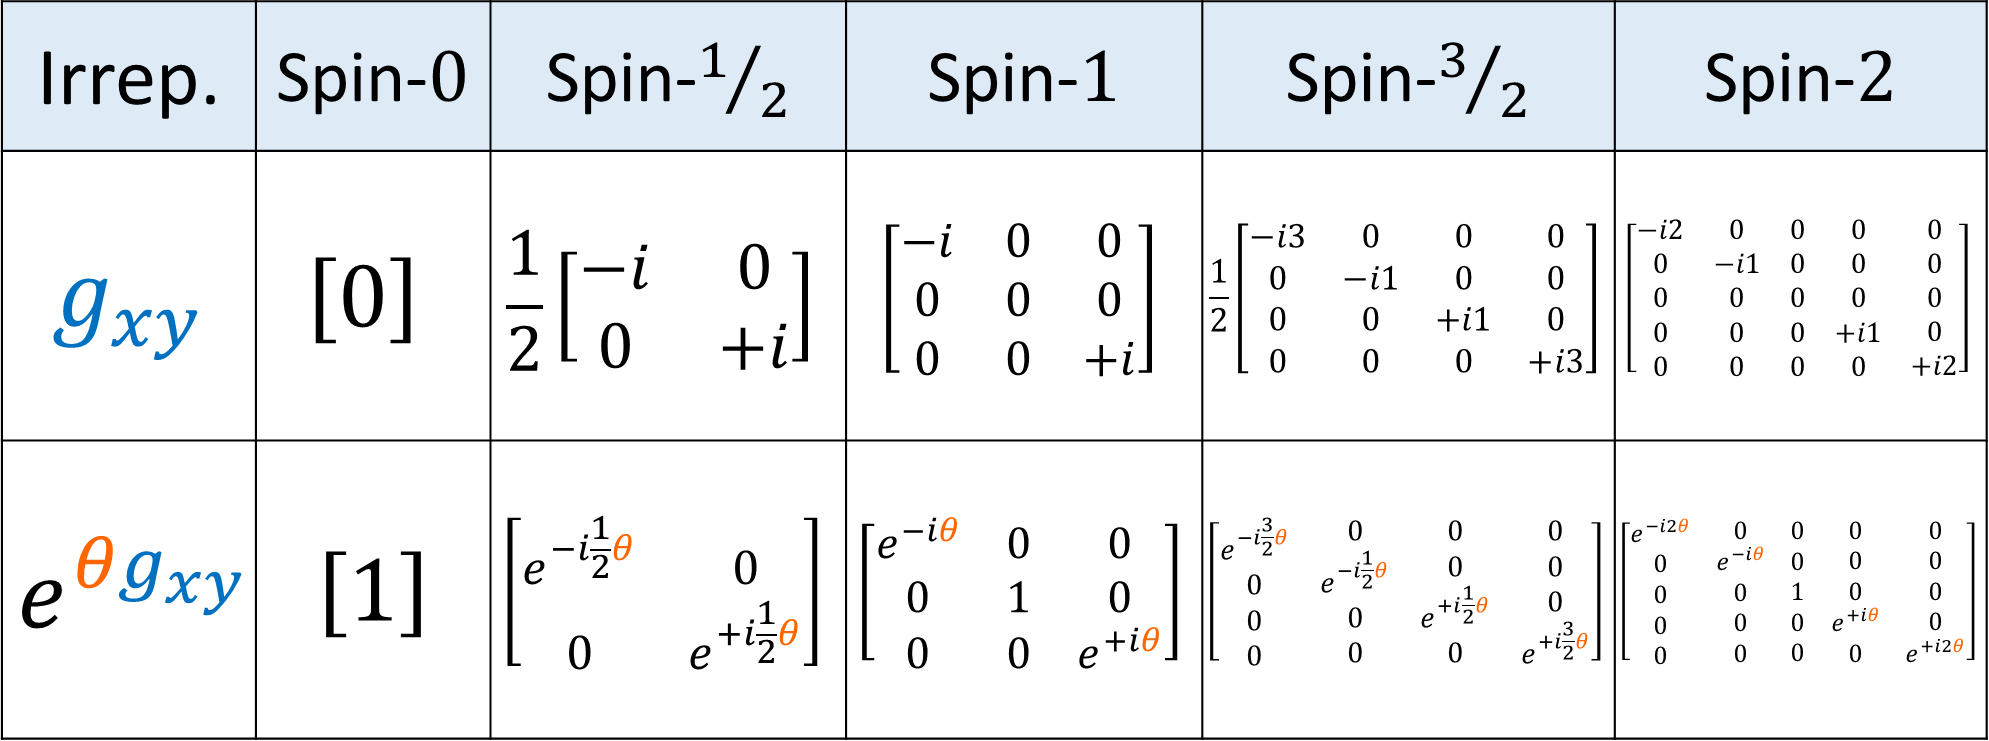 Irrep. Spin-0 Spin-1/2 Spin-1 Spin-3/2 Spin-2
g_xy
[0]
1/2 [−i 0
0 +i]
[−i 0 0
0 0 0
0 0 +i]
1/2 [−i3 0 0 0
0 −i1 0 0
0 0 +i1 0
0 0 0 +i3]
[−i2 0 0 0 0
0 −i1 0 0 0
0 0 0 0 0
0 0 0 +i1 0
0 0 0 0 +i2]
e^θg_xy
[1]
[e^−i1/2θ 0
0 e^+i1/2θ]
[e^−iθ 0 0
0 1 0
0 0 e^+iθ]
[e^−i3/2θ 0 0 0
0 e^−i1/2θ 0 0
0 0 e^+i1/2θ 0
0 0 0 e^+i3/2θ]
[e^−i2θ 0 0 0 0
0 e^−iθ 0 0 0
0 0 1 0 0
0 0 0 e^+iθ 0
0 0 0 0 e^+i2θ]